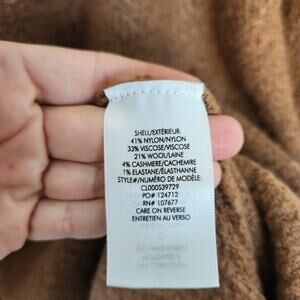 SHELL/EXTÉRIEUR:
41% NYLON/NYLON
33% VISCOSE/VISCOSE
21% WOOL/LAINE
4% CASHMERE/CACHEMIRE
1% ELASTANE/ÉLASTHANNE
STYLE#/NUMÉRO DE MODÈLE:
CL000539729
PO# 124712
RN# 107677
CARE ON REVERSE
ENTRETIEN AU VERSO